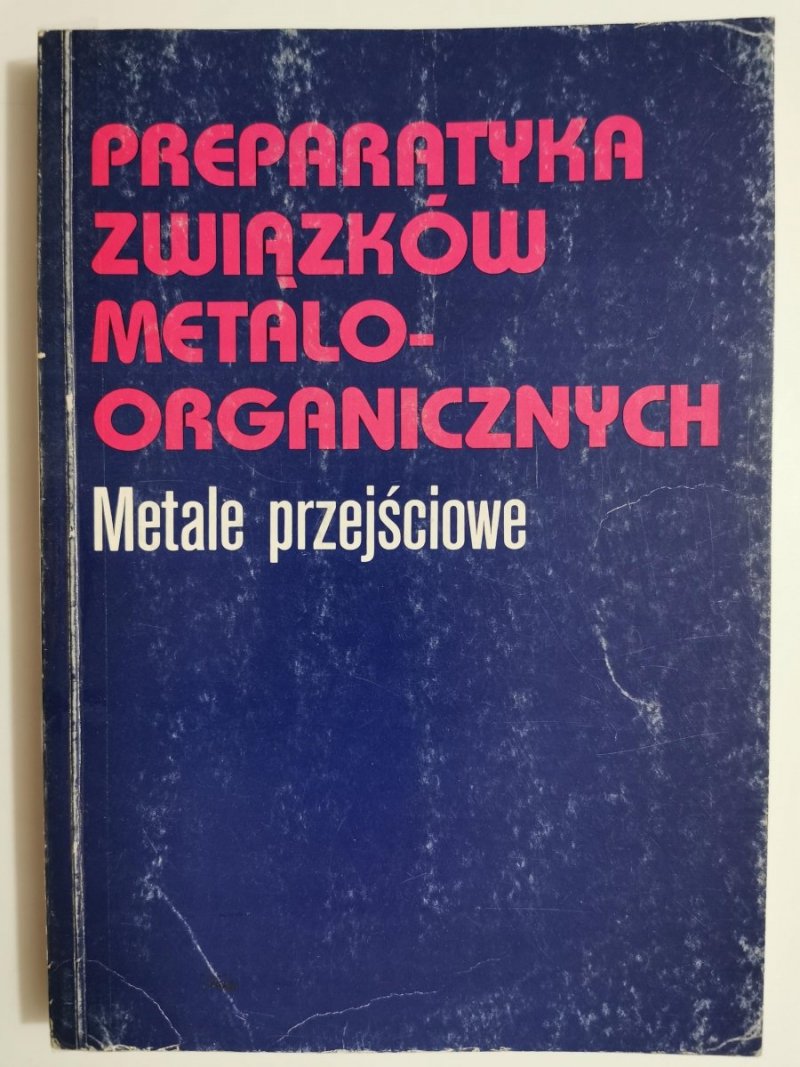 PREPARATYKA
ZWIĄZKÓW
METALO-
ORGANICZNYCH
Metale przejściowe